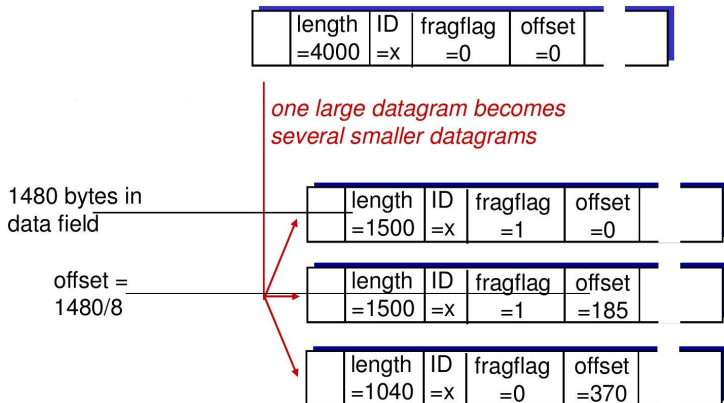 length ID fragflag offset
=4000 =x =0 =0
one large datagram becomes
several smaller datagrams
1480 bytes in
data field
length ID fragflag offset
=1500 =x =1 =0
offset =
1480/8
length ID fragflag offset
=1500 =x =1 =185
length ID fragflag offset
=1040 =x =0 =370